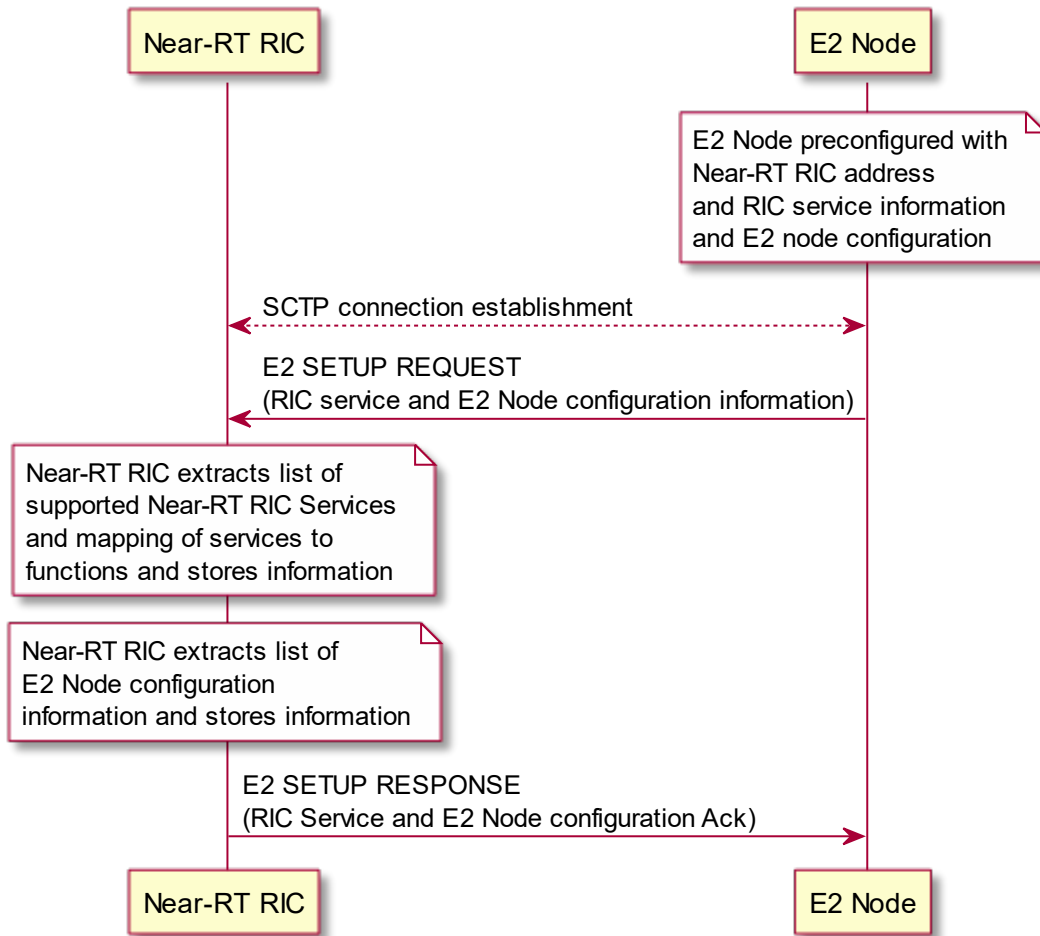 Near-RT RIC
E2 Node
E2 Node preconfigured with
Near-RT RIC address
and RIC service information
and E2 node configuration
SCTP connection establishment
E2 SETUP REQUEST
(RIC service and E2 Node configuration information)
Near-RT RIC extracts list of
supported Near-RT RIC Services
and mapping of services to
functions and stores information
Near-RT RIC extracts list of
E2 Node configuration
information and stores information
E2 SETUP RESPONSE
(RIC Service and E2 Node configuration Ack)
Near-RT RIC
E2 Node